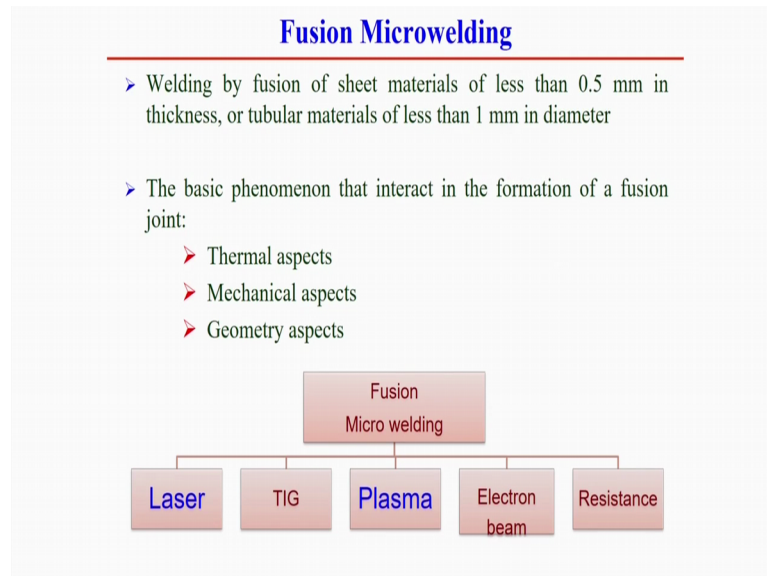 Fusion Microwelding
Welding by fusion of sheet materials of less than 0.5 mm in
thickness, or tubular materials of less than 1 mm in diameter
The basic phenomenon that interact in the formation of a fusion
joint:
Thermal aspects
Mechanical aspects
Geometry aspects
Fusion
Micro welding
Laser
TIG
Plasma
Electron
beam
Resistance